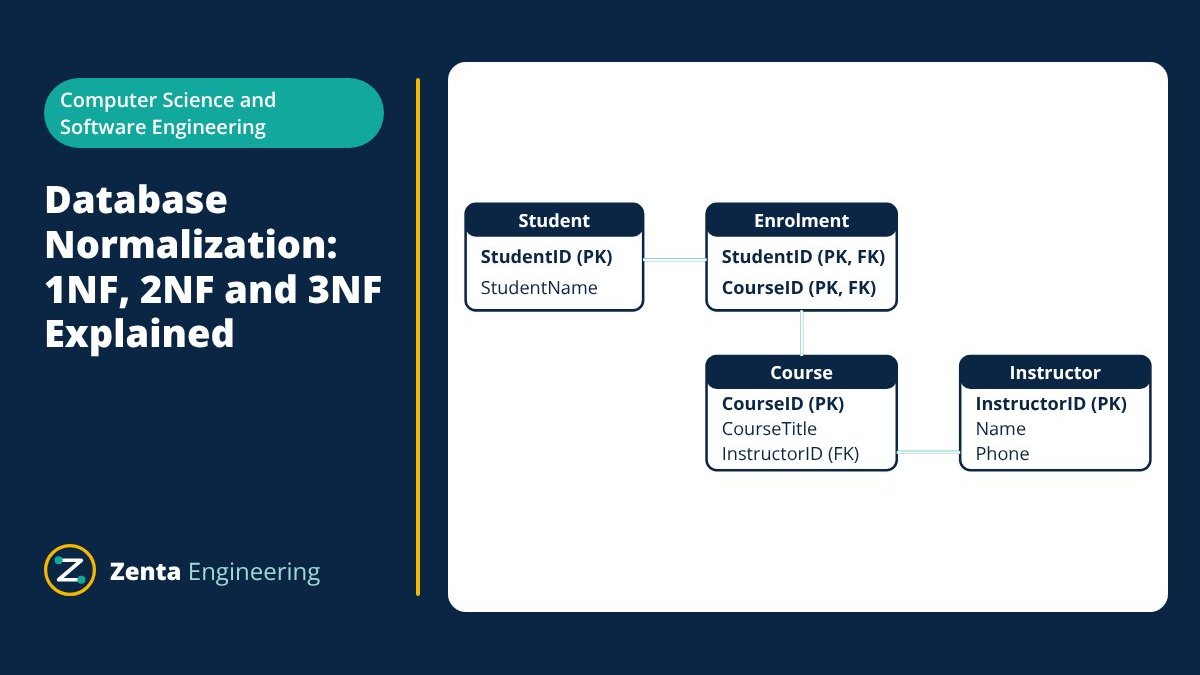 Computer Science and
Software Engineering
Database
Normalization:
1NF, 2NF and 3NF
Explained
Zenta Engineering
Student
StudentID (PK)
StudentName
Enrolment
StudentID (PK, FK)
CourseID (PK, FK)
Course
CourseID (PK)
CourseTitle
InstructorID (FK)
Instructor
InstructorID (PK)
Name
Phone